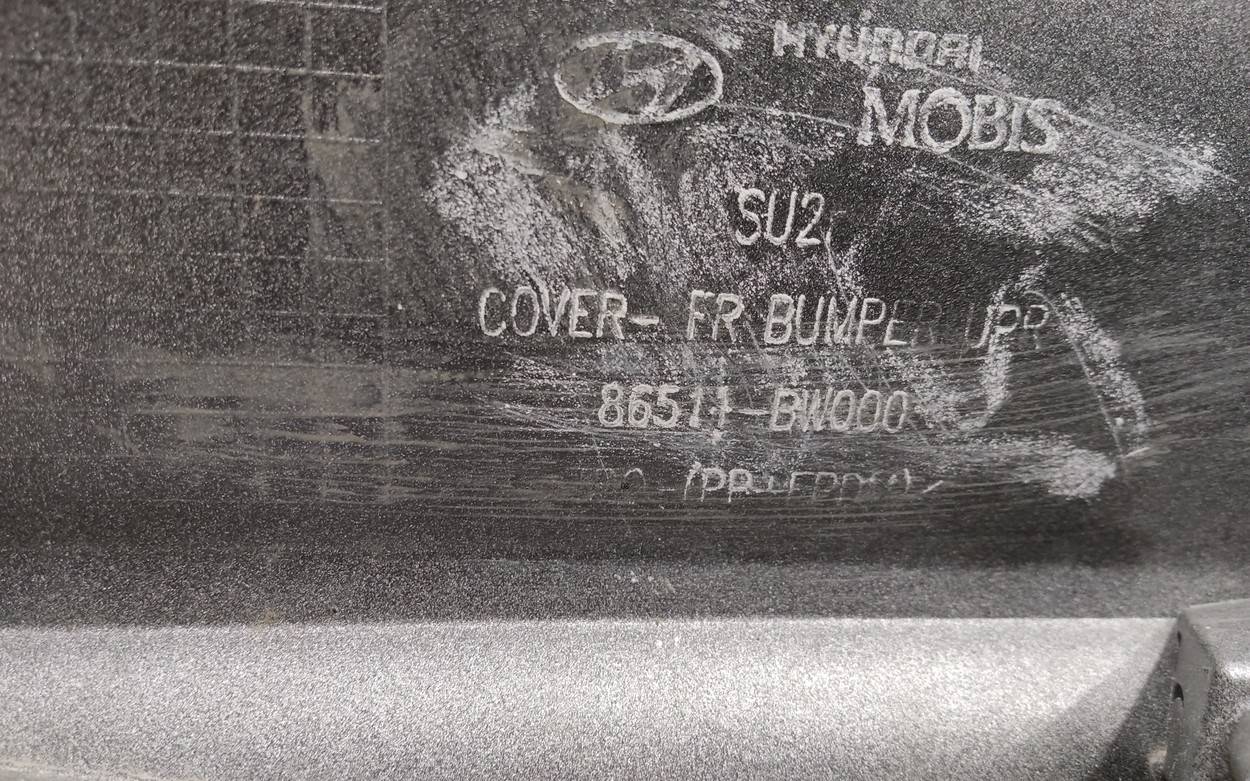 HYUNDAI
MOBIS
SU2
COVER- FR BUMPER UPR
86511-BW000